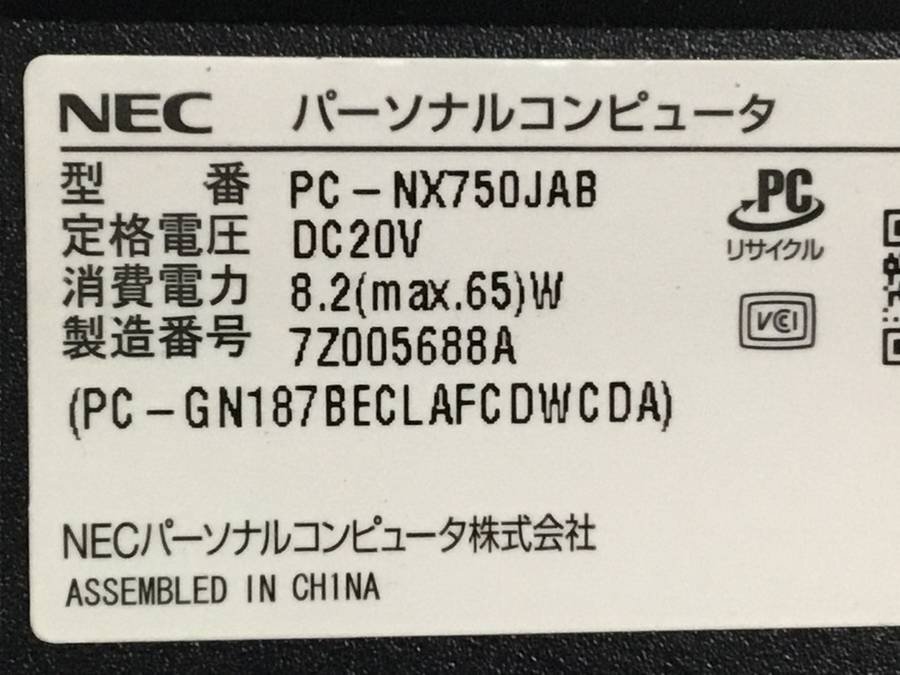 NEC パーソナルコンピュータ
型 番 PC-NX750JAB
定格電圧 DC20V
消費電力 8.2(max.65)W
製造番号 7Z005688A
(PC-GN187BECLAFCDWCDA)
PC
リサイクル
VCCI
NECパーソナルコンピュータ株式会社
ASSEMBLED IN CHINA